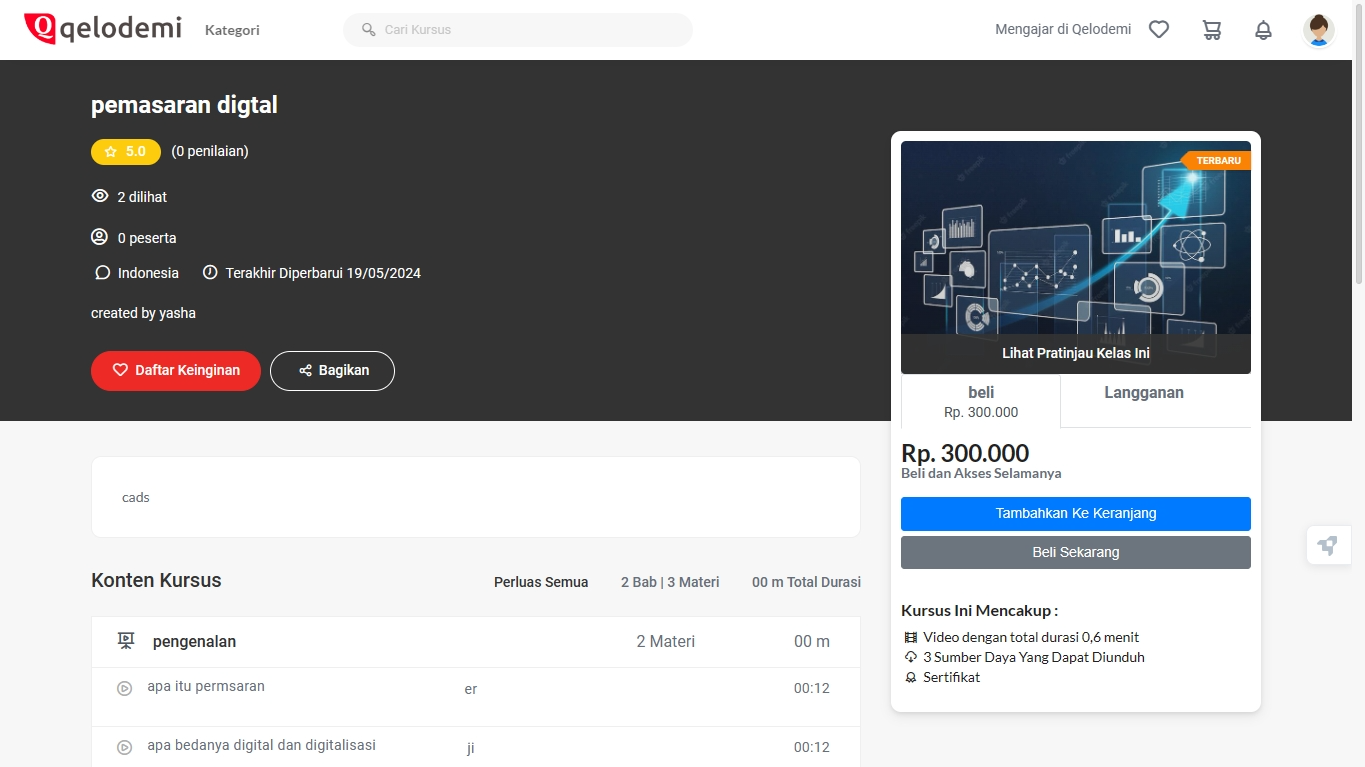 qelodemi
Kategori
Cari Kursus
Mengajar di Qelodemi
pemasaran digtal
5.0 (0 penilaian)
2 dilihat
0 peserta
Indonesia Terakhir Diperbarui 19/05/2024
created by yasha
Daftar Keinginan Bagikan
TERBARU
Lihat Pratinjau Kelas Ini
beli Langganan
Rp. 300.000
Rp. 300.000
Beli dan Akses Selamanya
Tambahkan Ke Keranjang
Beli Sekarang
Kursus Ini Mencakup :
Video dengan total durasi 0,6 menit
3 Sumber Daya Yang Dapat Diunduh
Sertifikat
cads
Konten Kursus Perluas Semua 2 Bab | 3 Materi 00 m Total Durasi
pengenalan 2 Materi 00 m
apa itu permsaran er 00:12
apa bedanya digital dan digitalisasi ji 00:12